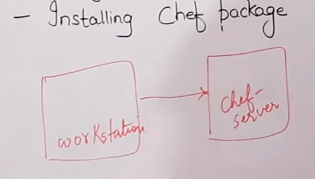 - Installing Chef package
workstation
chef-
server